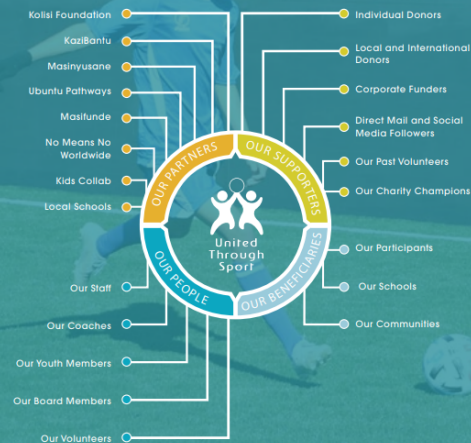 Kolisi Foundation
KaziBantu
Masinyusane
Ubuntu Pathways
Masifunde
No Means No
Worldwide
Kids Collab
Local Schools
Individual Donors
Local and International
Donors
Corporate Funders
Direct Mail and Social
Media Followers
Our Past Volunteers
Our Charity Champions
OUR PARTNERS
OUR SUPPORTERS
United
Through
Sport
OUR PEOPLE
OUR BENEFICIARIES
Our Staff
Our Coaches
Our Youth Members
Our Board Members
Our Volunteers
Our Participants
Our Schools
Our Communities